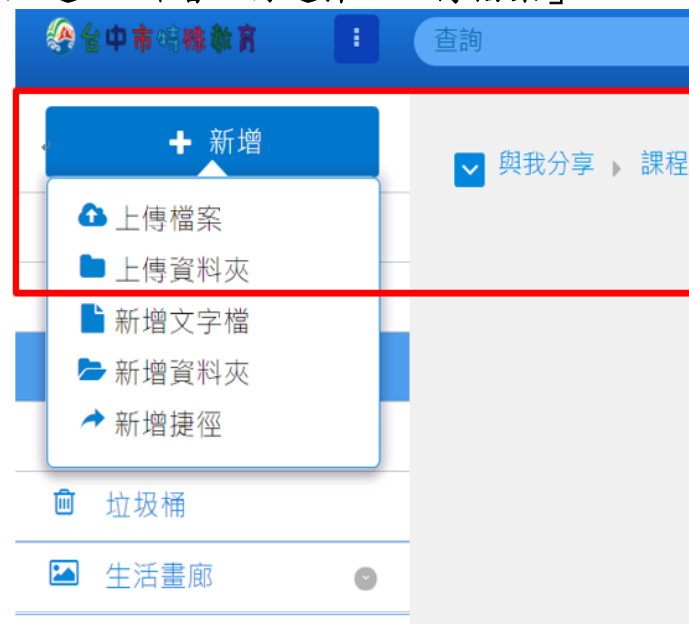 台中市特殊教育
查詢
新增
與我分享 ▸ 課程
上傳檔案
上傳資料夾
新增文字檔
新增資料夾
新增捷徑
垃圾桶
生活畫廊